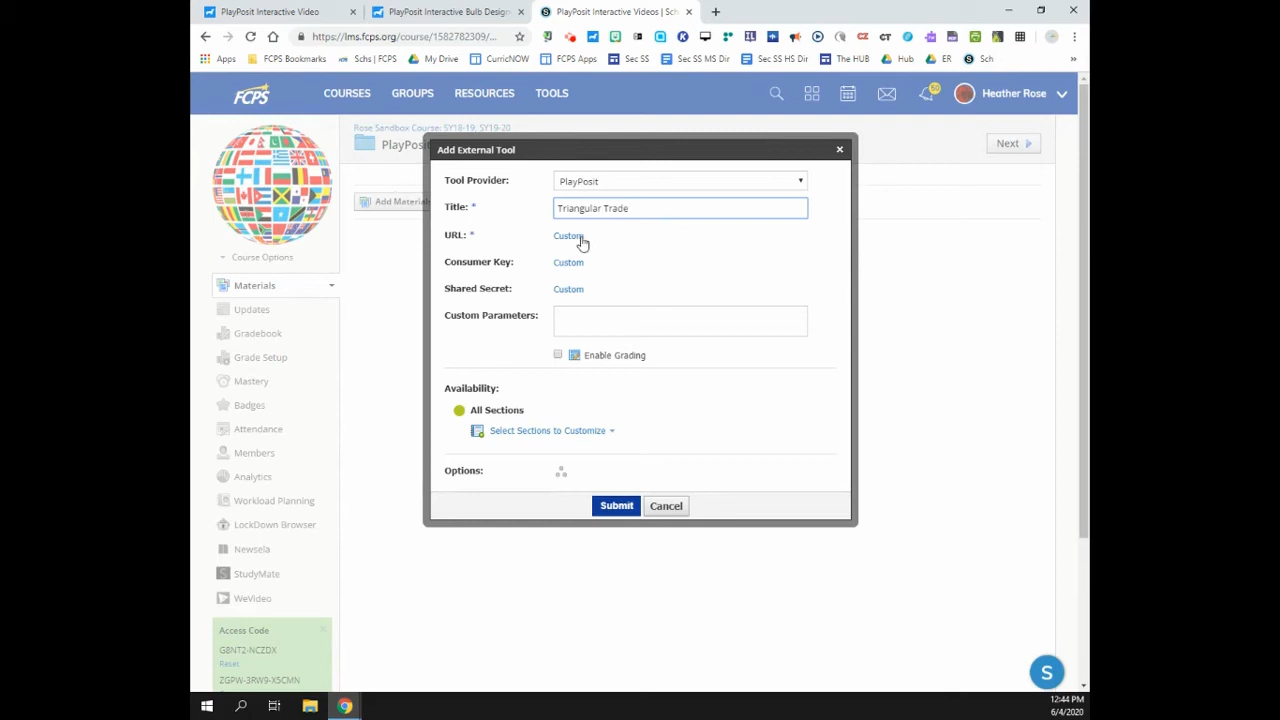 PlayPosit Interactive Video
PlayPosit Interactive Bulb Design
PlayPosit Interactive Videos | Sch
https://lms.fcps.org/course/1582782309/...
Apps
FCPS Bookmarks
Schs | FCPS
My Drive
CurricNOW
FCPS Apps
Sec SS
Sec SS MS Dir
Sec SS HS Dir
The HUB
Hub
ER
Sch
FCPS
COURSES
GROUPS
RESOURCES
TOOLS
Heather Rose
Rose Sandbox Course: SY18-19, SY19-20
PlayPosit
Next
Add Materials
Course Options
Materials
Updates
Gradebook
Grade Setup
Mastery
Badges
Attendance
Members
Analytics
Workload Planning
LockDown Browser
Newsela
StudyMate
WeVideo
Access Code
G8NT2-NCZDX
Reset
ZGPW-3RW9-X5CMN
Add External Tool
Tool Provider:
PlayPosit
Title: *
Triangular Trade
URL: *
Custom
Consumer Key:
Custom
Shared Secret:
Custom
Custom Parameters:
Enable Grading
Availability:
All Sections
Select Sections to Customize
Options:
Submit
Cancel
S
12:44 PM
6/4/2020